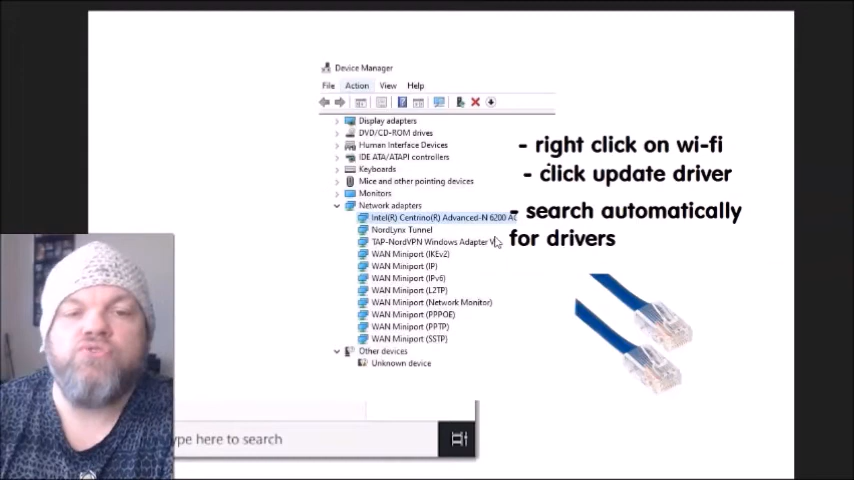 Device Manager
File Action View Help
Display adapters
DVD/CD-ROM drives
Human Interface Devices
IDE ATA/ATAPI controllers
Keyboards
Mice and other pointing devices
Monitors
Network adapters
Intel(R) Centrino(R) Advanced-N 6200 AG
NordLynx Tunnel
TAP-NordVPN Windows Adapter V
WAN Miniport (IKEv2)
WAN Miniport (IP)
WAN Miniport (IPv6)
WAN Miniport (L2TP)
WAN Miniport (Network Monitor)
WAN Miniport (PPPOE)
WAN Miniport (PPTP)
WAN Miniport (SSTP)
Other devices
Unknown device
- right click on wi-fi
- click update driver
- search automatically
for drivers
ype here to search